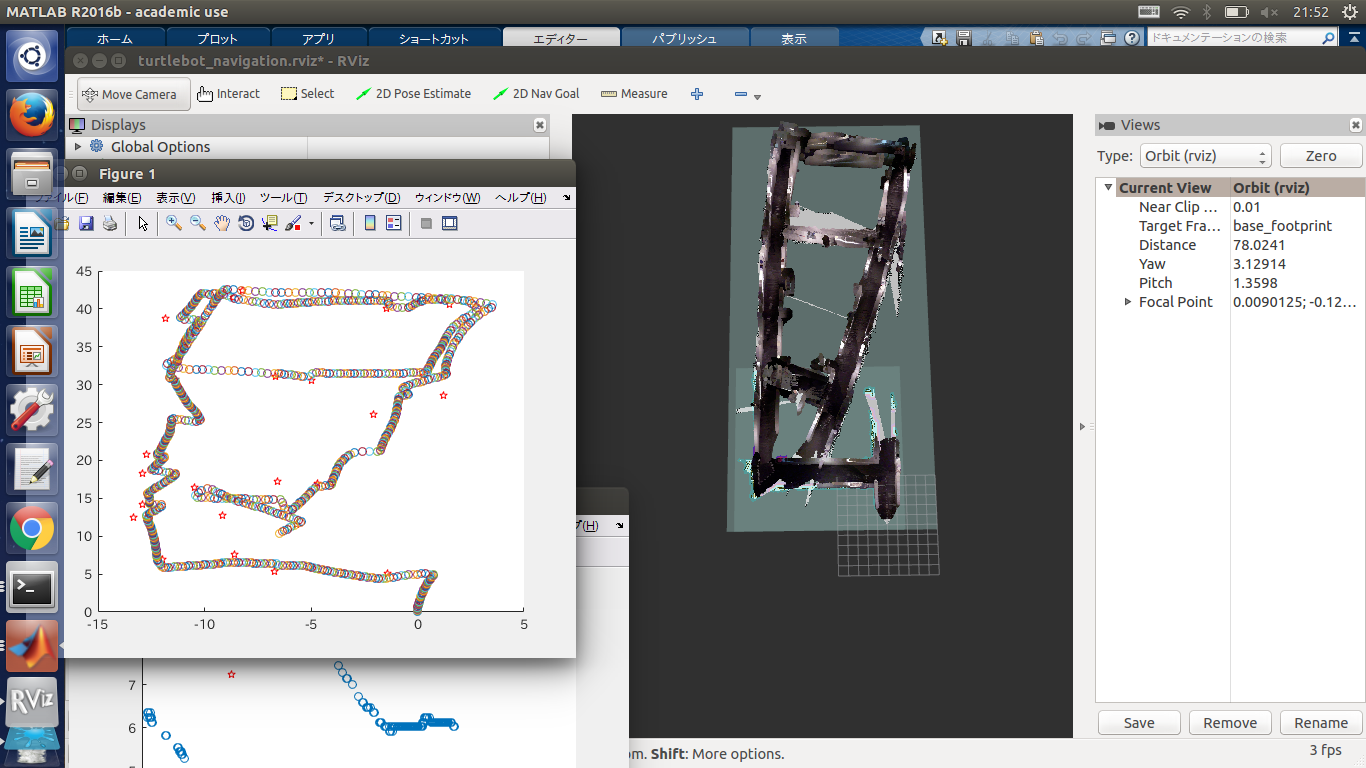 MATLAB R2016b - academic use
21:52
ホーム プロット アプリ ショートカット エディター パブリッシュ 表示
ドキュメンテーションの検索
turtlebot_navigation.rviz* - RViz
Move Camera Interact Select 2D Pose Estimate 2D Nav Goal Measure
Displays
Global Options
Figure 1
ァイル(F) 編集(E) 表示(V) 挿入(I) ツール(T) デスクトップ(D) ウィンドウ(W) ヘルプ(H)
45
40
35
30
25
20
15
10
5
0
-15 -10 -5 0 5
プ(H)
7
6
5
Views
Type: Orbit (rviz) Zero
Current View Orbit (rviz)
Near Clip ... 0.01
Target Fra... base_footprint
Distance 78.0241
Yaw 3.12914
Pitch 1.3598
Focal Point 0.0090125; -0.12...
Save Remove Rename
om. Shift: More options.
3 fps
RViz